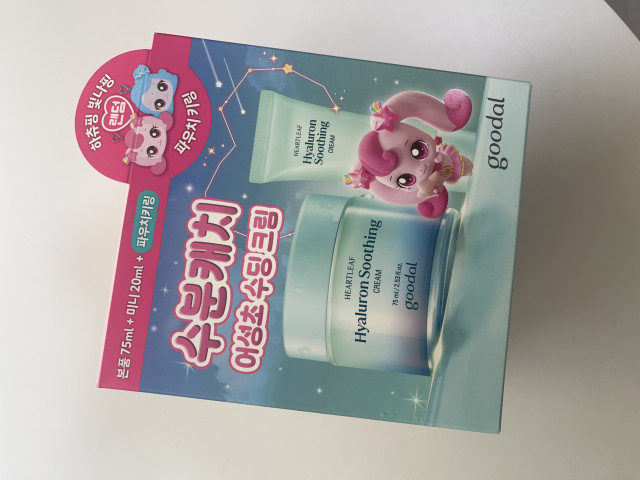 하츄핑 빛나핑
랜덤
파우치 키링
본품 75ml + 미니 20ml + 파우치키링
수분캐치
어성초 수딩 크림
HEARTLEAF
Hyaluron Soothing
CREAM
HEARTLEAF
Hyaluron Soothing
CREAM
75 ml / 2.53 fl.oz.
goodal
goodal